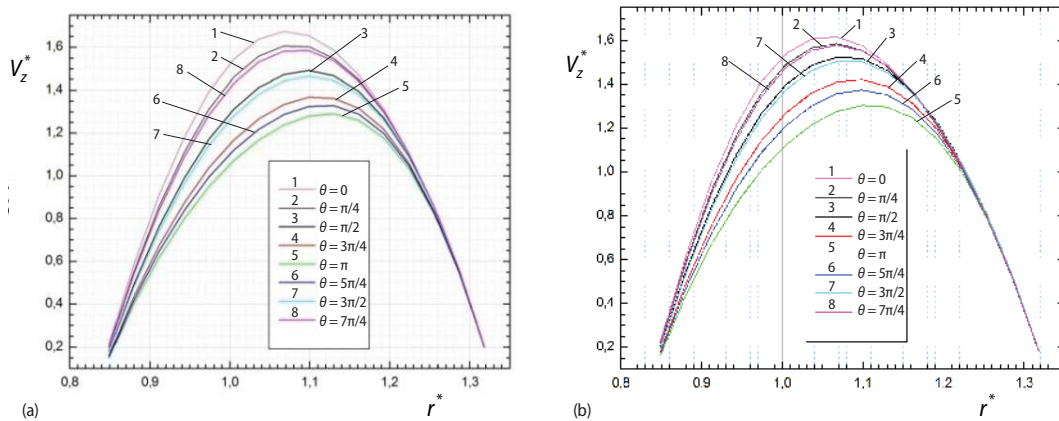 1,6
1,4
1,2
1,0
0,8
0,6
0,4
0,2
V_z^*
1
2
8
6
7
3
4
5
1
θ = 0
2
θ = π/4
3
θ = π/2
4
θ = 3π/4
5
θ = π
6
θ = 5π/4
7
θ = 3π/2
8
θ = 7π/4
0,8 0,9 1,0 1,1 1,2 1,3
(a) r^*
1,6
1,4
1,2
1,0
0,8
0,6
0,4
0,2
V_z^*
2
1
7
8
3
4
6
5
1
θ = 0
2
θ = π/4
3
θ = π/2
4
θ = 3π/4
5
θ = π
6
θ = 5π/4
7
θ = 3π/2
8
θ = 7π/4
0,8 0,9 1,0 1,1 1,2 1,3
(b) r^*